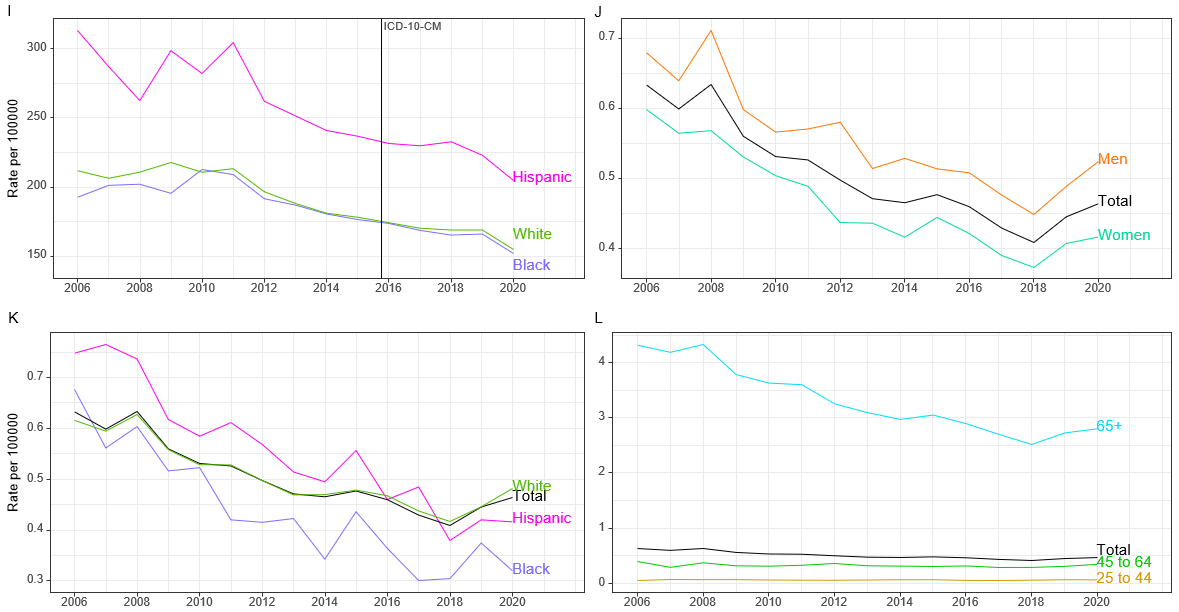 I
ICD-10-CM
300
250
200
150
Rate per 100000
Hispanic
White
Black
2006 2008 2010 2012 2014 2016 2018 2020
J
0.7
0.6
0.5
0.4
Men
Total
Women
2006 2008 2010 2012 2014 2016 2018 2020
K
0.7
0.6
0.5
0.4
0.3
Rate per 100000
White
Total
Hispanic
Black
2006 2008 2010 2012 2014 2016 2018 2020
L
4
3
2
1
0
65+
Total
45 to 64
25 to 44
2006 2008 2010 2012 2014 2016 2018 2020